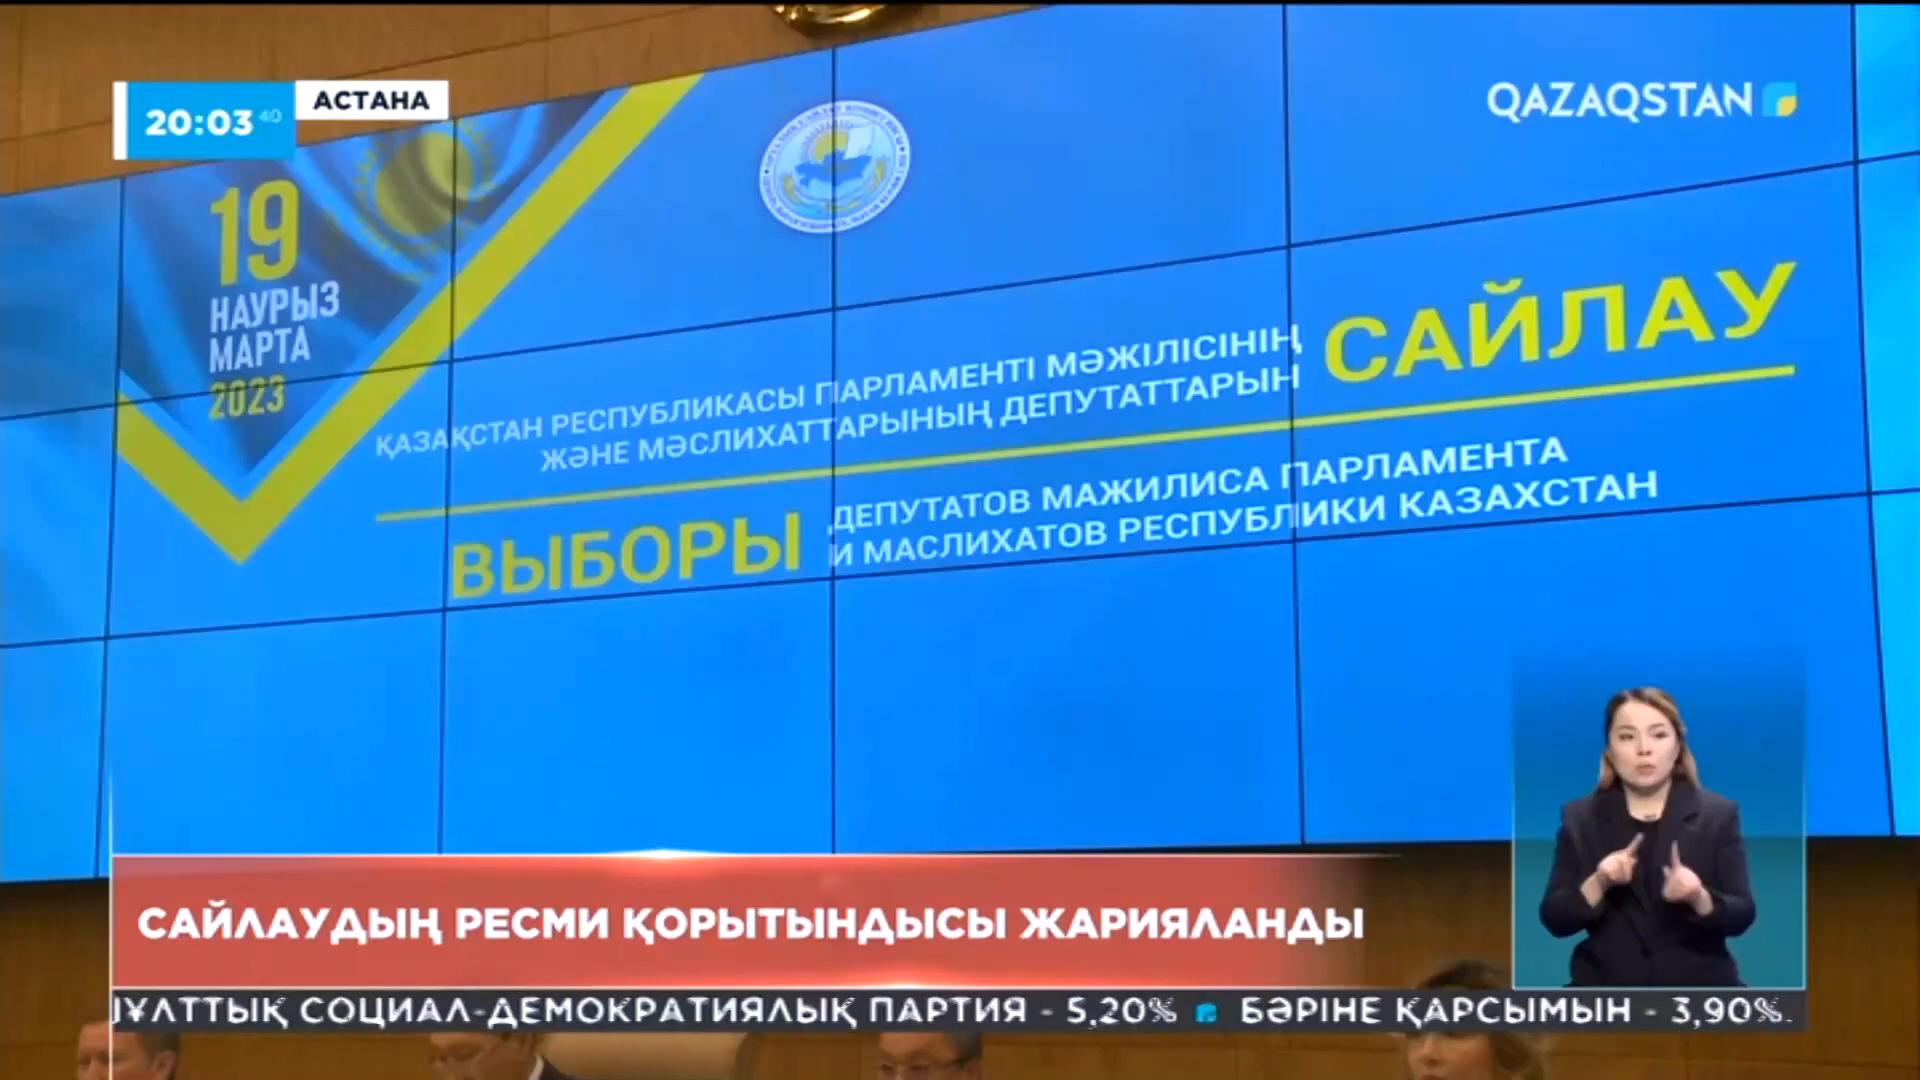 20:03 40
АСТАНА
QAZAQSTAN
19
НАУРЫЗ
МАРТА
2023
ҚАЗАҚСТАН РЕСПУБЛИКАСЫ ПАРЛАМЕНТІ МӘЖІЛІСІНІҢ
ЖӘНЕ МӘСЛИХАТТАРЫНЫҢ ДЕПУТАТТАРЫН
САЙЛАУ
ВЫБОРЫ
ДЕПУТАТОВ МАЖИЛИСА ПАРЛАМЕНТА
И МАСЛИХАТОВ РЕСПУБЛИКИ КАЗАХСТАН
САЙЛАУДЫҢ РЕСМИ ҚОРЫТЫНДЫСЫ ЖАРИЯЛАНДЫ
ҰЛТТЫҚ СОЦИАЛ-ДЕМОКРАТИЯЛЫҚ ПАРТИЯ - 5,20% БӘРІНЕ ҚАРСЫМЫН - 3,90%.